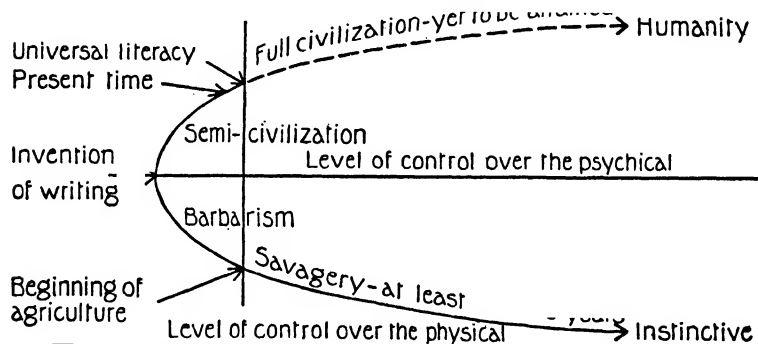 Full civilization-yet to be
Humanity
Universal literacy
Present time
Semi-civilization
Invention
of writing
Level of control over the psychical
Barbarism
Savagery-at least
years
Beginning of
agriculture
Level of control over the physical
Instinctive